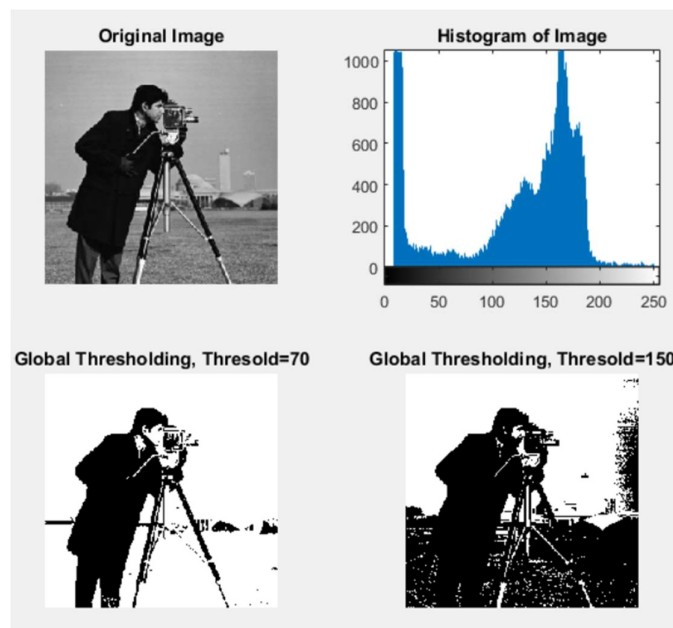 Original Image
Histogram of Image
1000
800
600
400
200
0
0 50 100 150 200 250
Global Thresholding, Thresold=70
Global Thresholding, Thresold=150